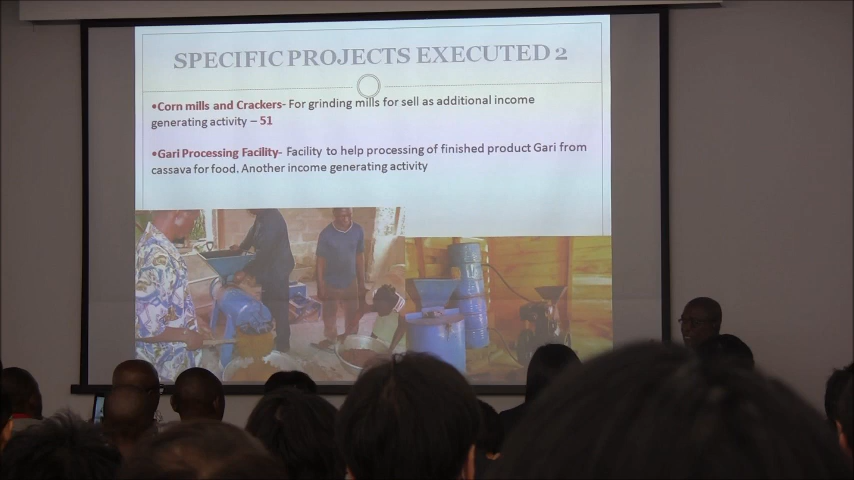 SPECIFIC PROJECTS EXECUTED 2
•Corn mills and Crackers- For grinding mills for sell as additional income
generating activity – 51
•Gari Processing Facility- Facility to help processing of finished product Gari from
cassava for food. Another income generating activity